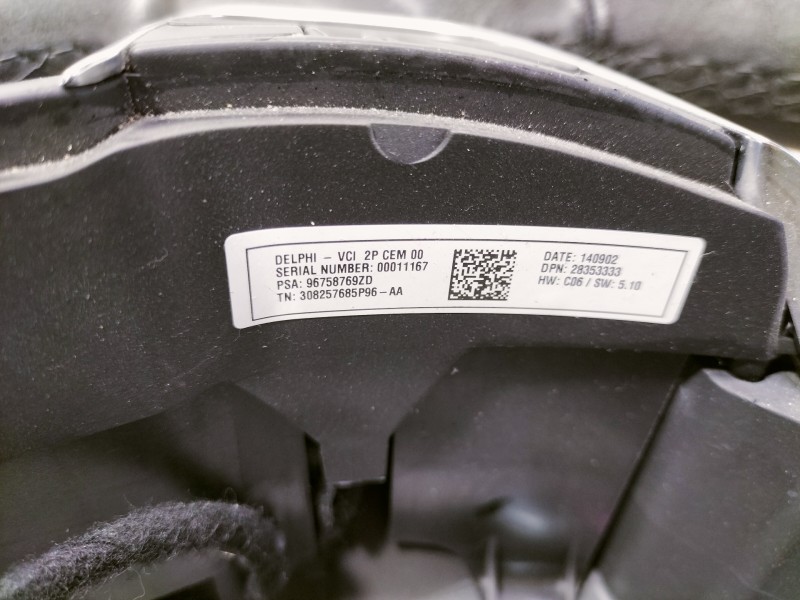 DELPHI - VCI 2P CEM 00
SERIAL NUMBER: 00011167
PSA: 96758769ZD
TN: 308257685P96-AA
DATE: 140902
DPN: 28353333
HW: C06 / SW: 5.10